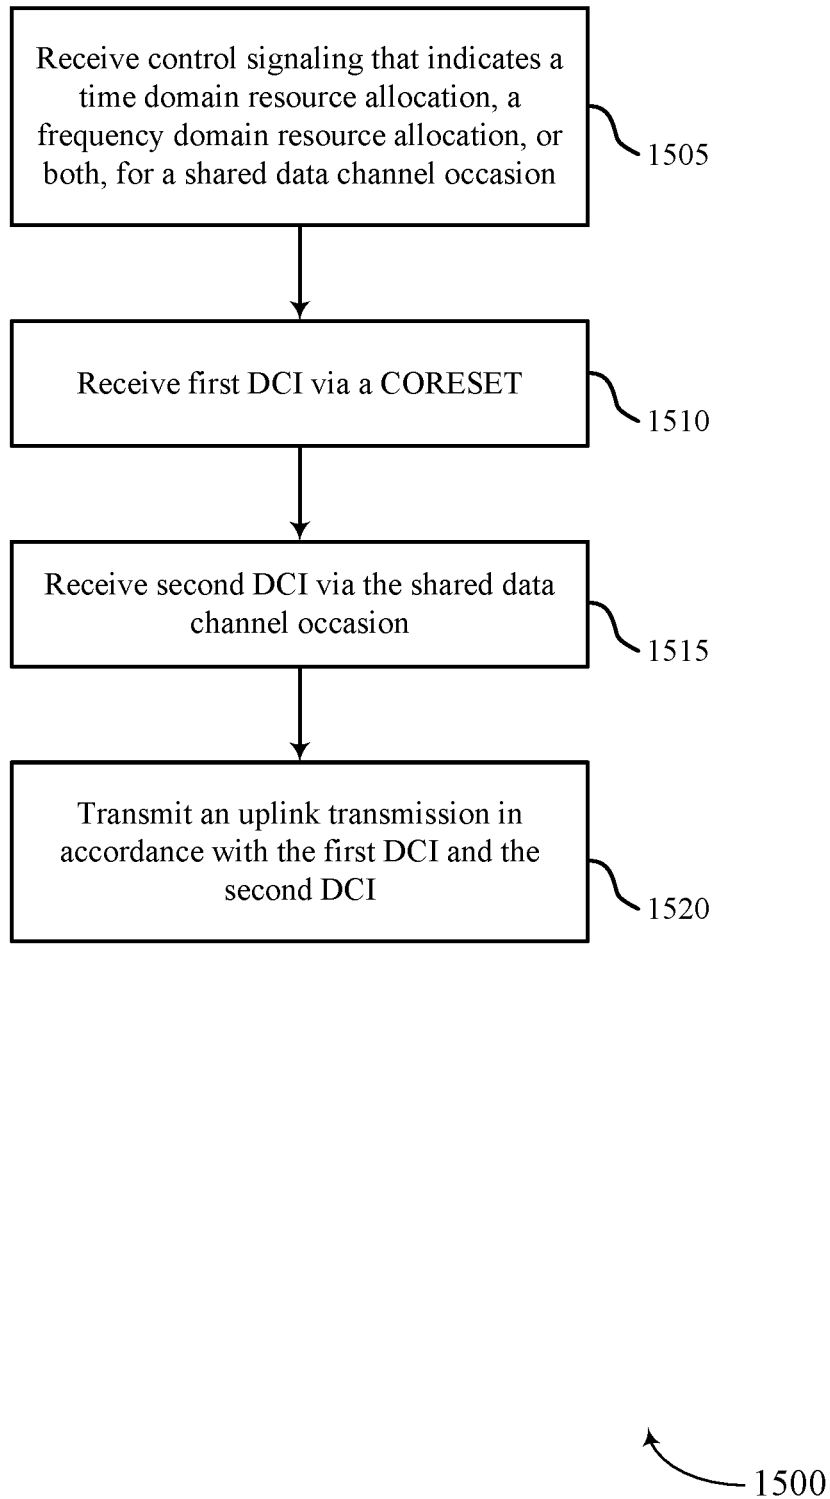 Receive control signaling that indicates a
time domain resource allocation, a
frequency domain resource allocation, or
both, for a shared data channel occasion
1505
Receive first DCI via a CORESET
1510
Receive second DCI via the shared data
channel occasion
1515
Transmit an uplink transmission in
accordance with the first DCI and the
second DCI
1520
1500